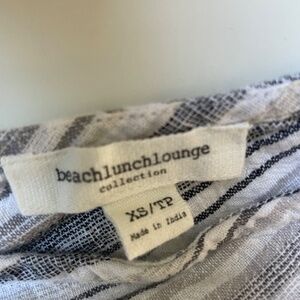 beachlunchlounge
collection
XS/TP
Made in India